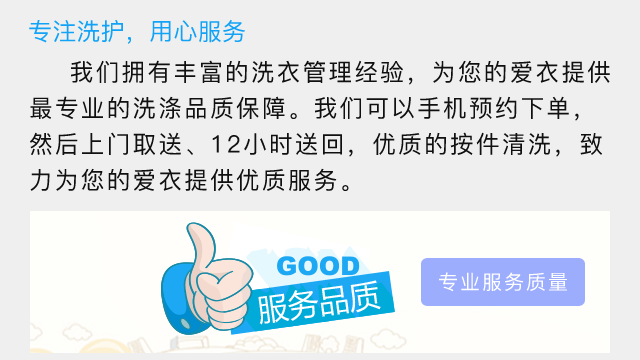 专注洗护，用心服务
我们拥有丰富的洗衣管理经验，为您的爱衣提供
最专业的洗涤品质保障。我们可以手机预约下单，
然后上门取送、12小时送回，优质的按件清洗，致
力为您的爱衣提供优质服务。
GOOD
服务品质
专业服务质量